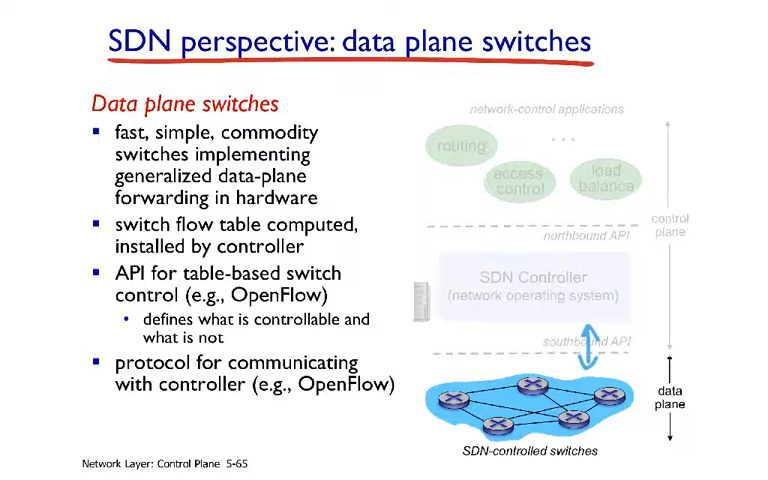 SDN perspective: data plane switches
Data plane switches
fast, simple, commodity
switches implementing
generalized data-plane
forwarding in hardware
switch flow table computed,
installed by controller
API for table-based switch
control (e.g., OpenFlow)
defines what is controllable and
what is not
protocol for communicating
with controller (e.g., OpenFlow)
network-control applications
...
routing
access
control
load
balance
control
plane
northbound API
SDN Controller
(network operating system)
southbound API
data
plane
SDN-controlled switches
Network Layer: Control Plane 5-65